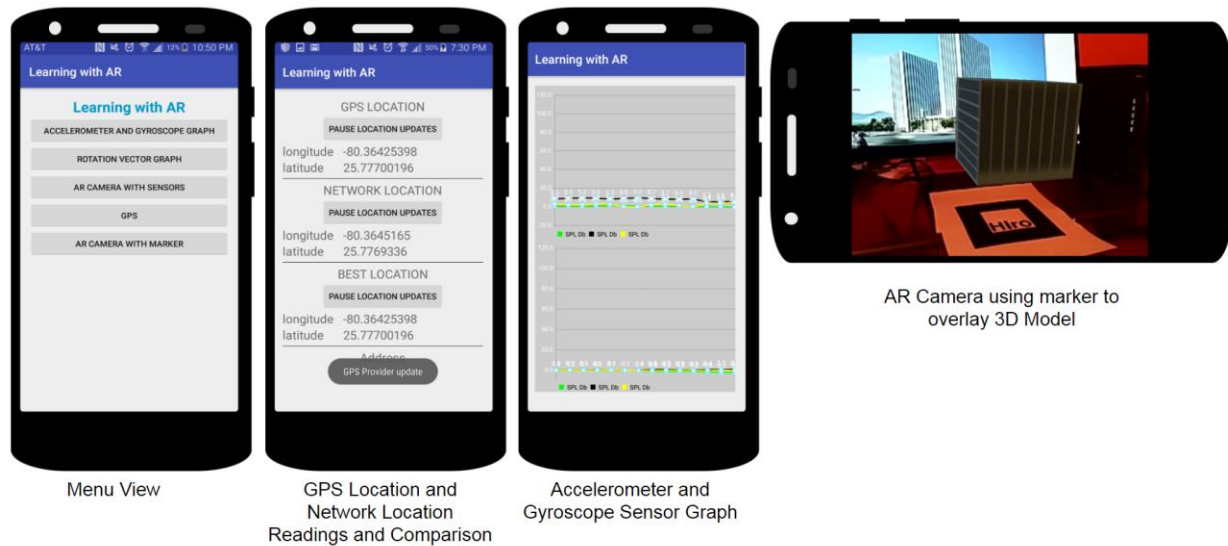 AT&T 12% 10:50 PM
Learning with AR
Learning with AR
ACCELEROMETER AND GYROSCOPE GRAPH
ROTATION VECTOR GRAPH
AR CAMERA WITH SENSORS
GPS
AR CAMERA WITH MARKER
Menu View
50% 7:30 PM
Learning with AR
GPS LOCATION
PAUSE LOCATION UPDATES
longitude -80.36425398
latitude 25.77700196
NETWORK LOCATION
PAUSE LOCATION UPDATES
longitude -80.3645165
latitude 25.7769336
BEST LOCATION
PAUSE LOCATION UPDATES
longitude -80.36425398
latitude 25.77700196
Address
GPS Provider update
GPS Location and
Network Location
Readings and Comparison
Learning with AR
SPL Db SPL Db SPL Db
SPL Db SPL Db SPL Db
Accelerometer and
Gyroscope Sensor Graph
Hiro
AR Camera using marker to
overlay 3D Model